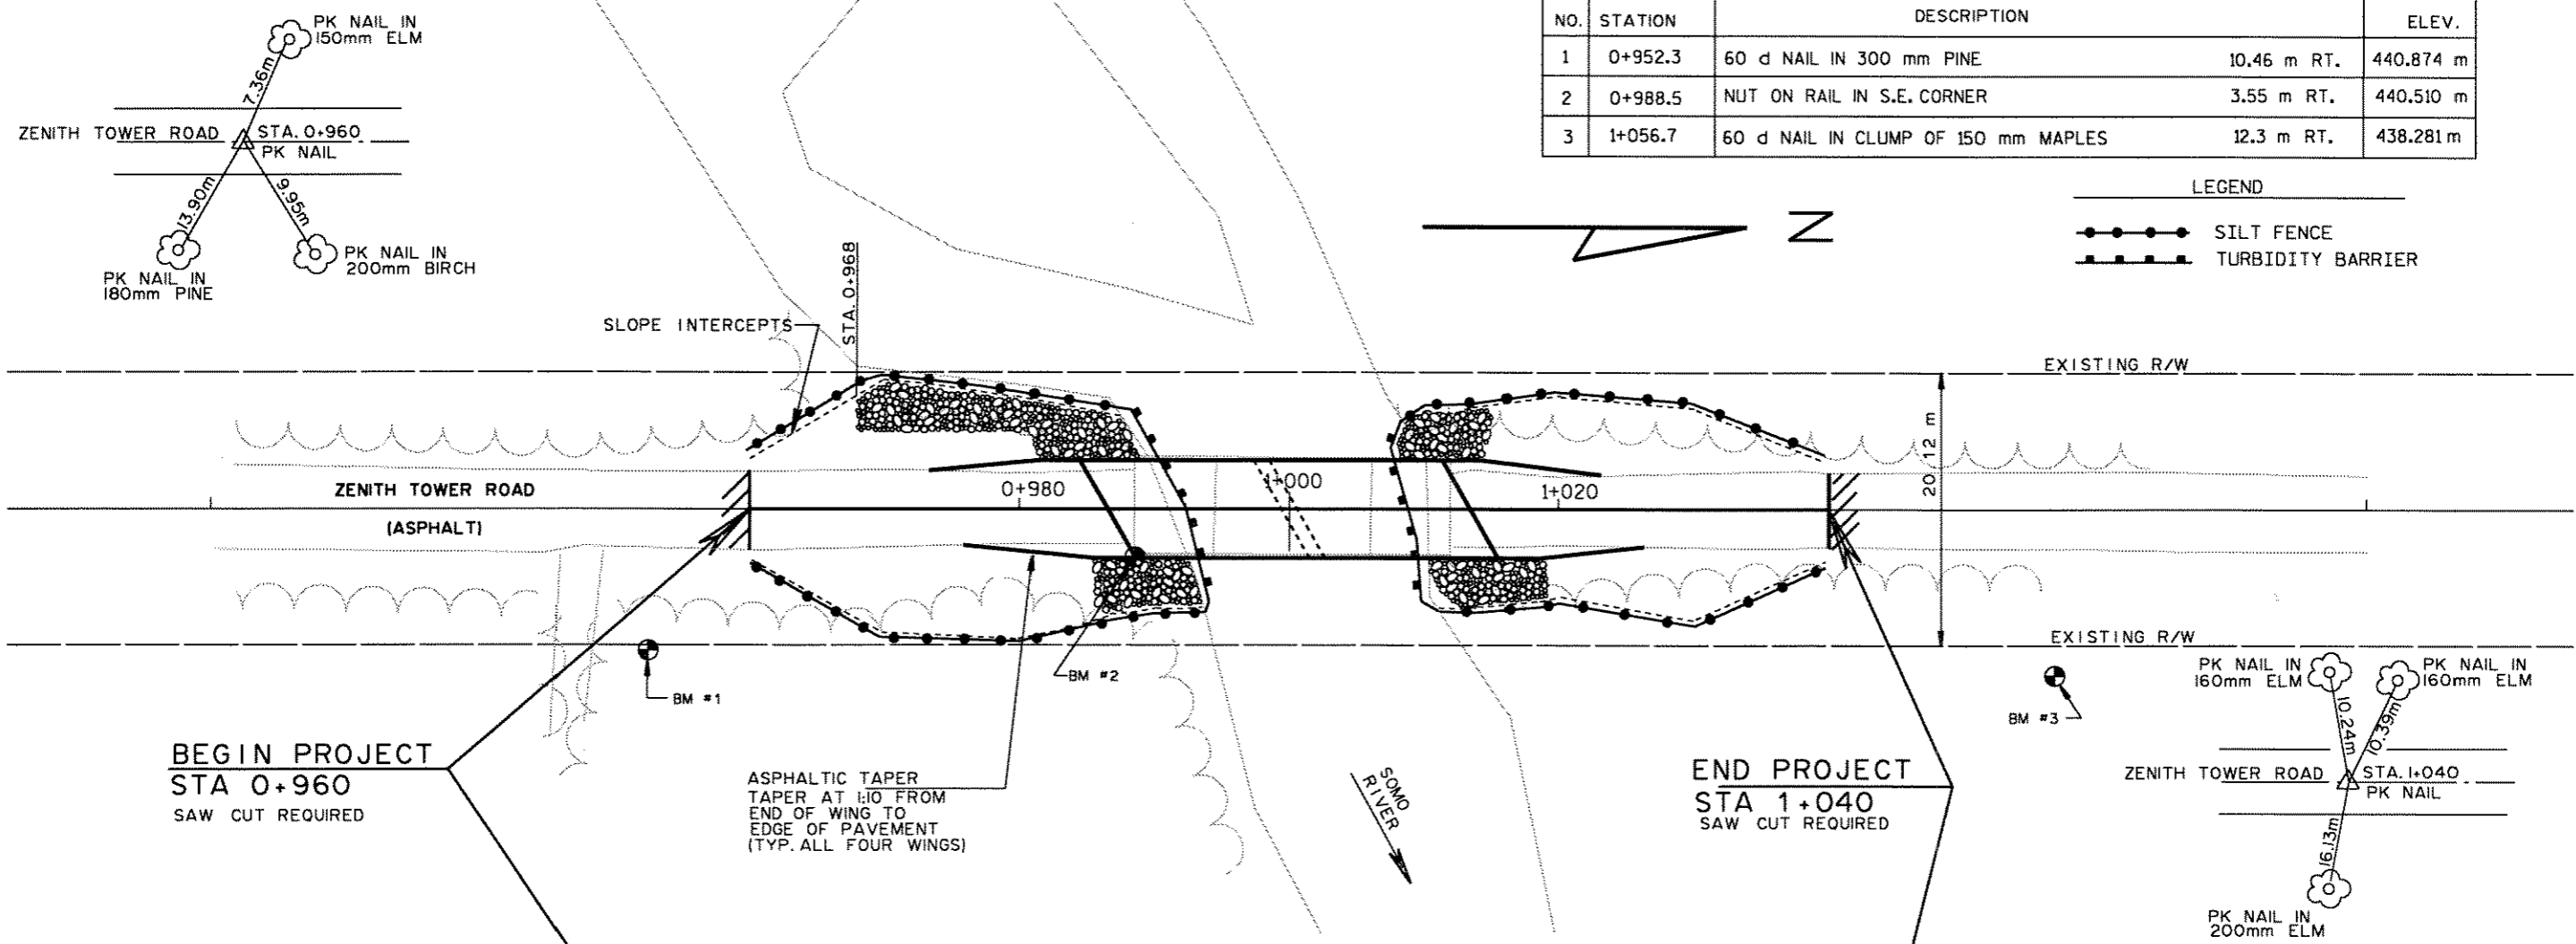 NO. STATION DESCRIPTION ELEV.
1 0+952.3 60 d NAIL IN 300 mm PINE 10.46 m RT. 440.874 m
2 0+988.5 NUT ON RAIL IN S.E. CORNER 3.55 m RT. 440.510 m
3 1+056.7 60 d NAIL IN CLUMP OF 150 mm MAPLES 12.3 m RT. 438.281 m
PK NAIL IN
150mm ELM
7.36m
ZENITH TOWER ROAD
STA. 0+960
PK NAIL
13.90m
9.95m
PK NAIL IN
180mm PINE
PK NAIL IN
200mm BIRCH
LEGEND
SILT FENCE
TURBIDITY BARRIER
N
STA. 0+968
SLOPE INTERCEPTS
EXISTING R/W
20.12 m
ZENITH TOWER ROAD
(ASPHALT)
0+980
1+000
1+020
EXISTING R/W
BM #1
BM #2
BM #3
BEGIN PROJECT
STA 0+960
SAW CUT REQUIRED
ASPHALTIC TAPER
TAPER AT 1:10 FROM
END OF WING TO
EDGE OF PAVEMENT
(TYP. ALL FOUR WINGS)
SOMO
RIVER
END PROJECT
STA 1+040
SAW CUT REQUIRED
PK NAIL IN
160mm ELM
PK NAIL IN
160mm ELM
10.24m
10.39m
ZENITH TOWER ROAD
STA. 1+040
PK NAIL
16.13m
PK NAIL IN
200mm ELM